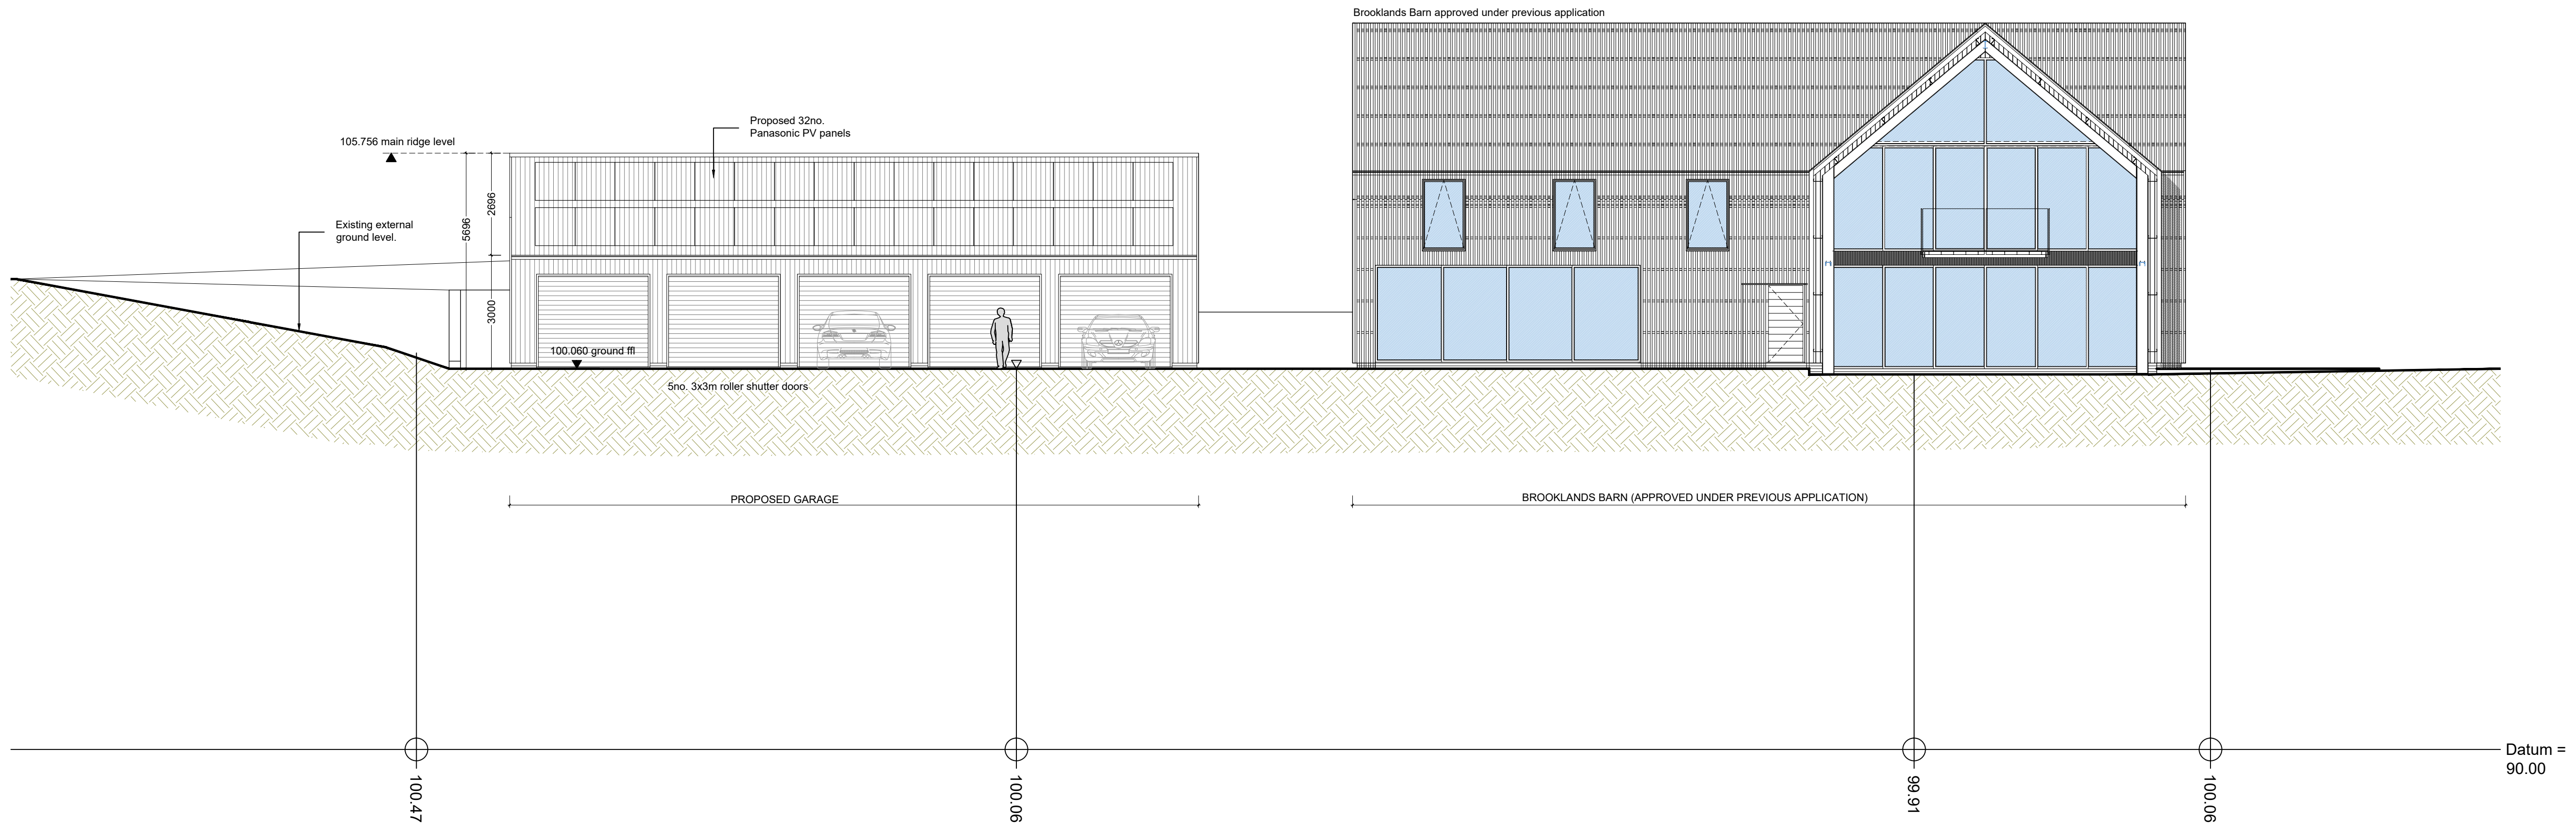 Brooklands Barn approved under previous application
Proposed 32no.
Panasonic PV panels
105.756 main ridge level
2696
5696
Existing external
ground level.
3000
100.060 ground ffl
5no. 3x3m roller shutter doors
PROPOSED GARAGE
BROOKLANDS BARN (APPROVED UNDER PREVIOUS APPLICATION)
Datum =
90.00
100.47
100.06
99.91
100.06